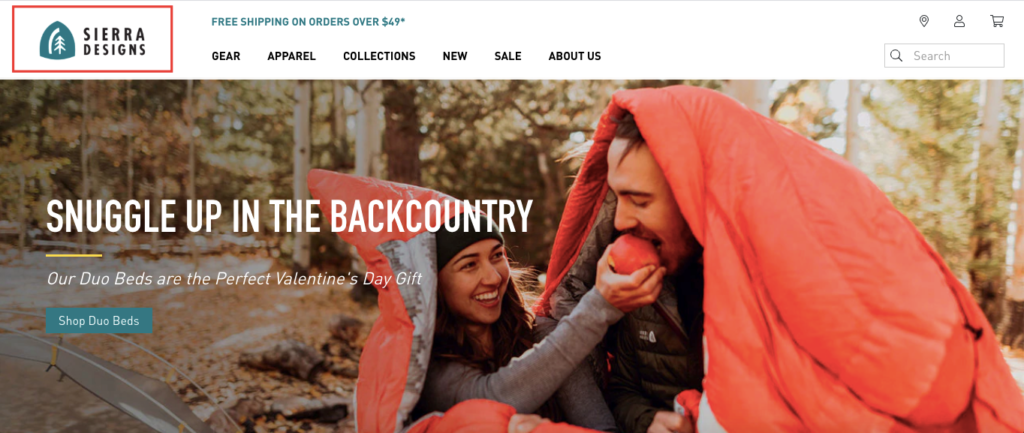 SIERRA
DESIGNS
FREE SHIPPING ON ORDERS OVER $49*
GEAR APPAREL COLLECTIONS NEW SALE ABOUT US
Search
SNUGGLE UP IN THE BACKCOUNTRY
Our Duo Beds are the Perfect Valentine's Day Gift
Shop Duo Beds